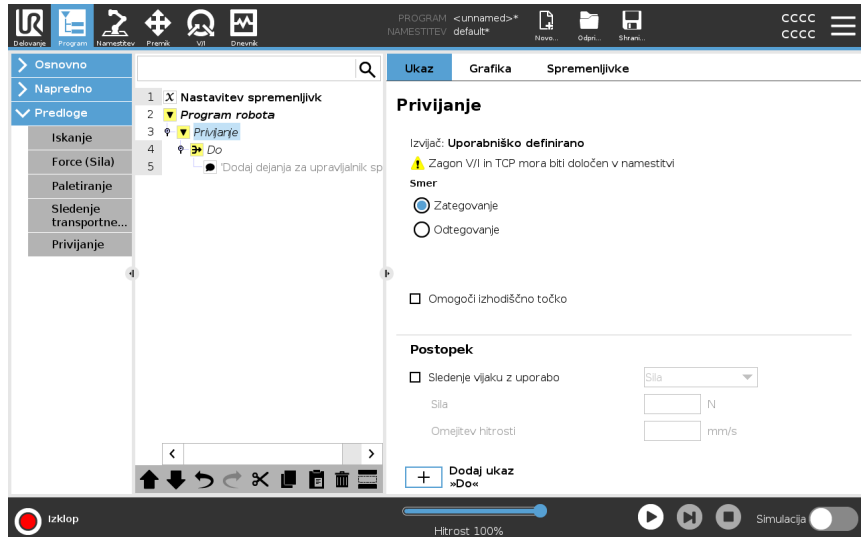 PROGRAM <unnamed>*
NAMESTITEV default*
UR
Delovanje
Program
Namestitev
Premik
V/I
Dnevnik
Novo...
Odpri...
Shrani...
cccc
cccc
Osnovno
Napredno
Predloge
Iskanje
Force (Sila)
Paletiranje
Sledenje
transportne...
Privijanje
1 X Nastavitev spremenljivk
2 Program robota
3 Privijanje
4 Do
5 'Dodaj dejanja za upravljalnik sp
Ukaz Grafika Spremenljivke
Privijanje
Izvijač: Uporabniško definirano
Zagon V/I in TCP mora biti določen v namestitvi
Smer
Zategovanje
Odtegovanje
Omogoči izhodiščno točko
Postopek
Sledenje vijaku z uporabo Sila
Sila N
Omejitev hitrosti mm/s
Dodaj ukaz
»Do«
Izklop
Hitrost 100%
Simulacija